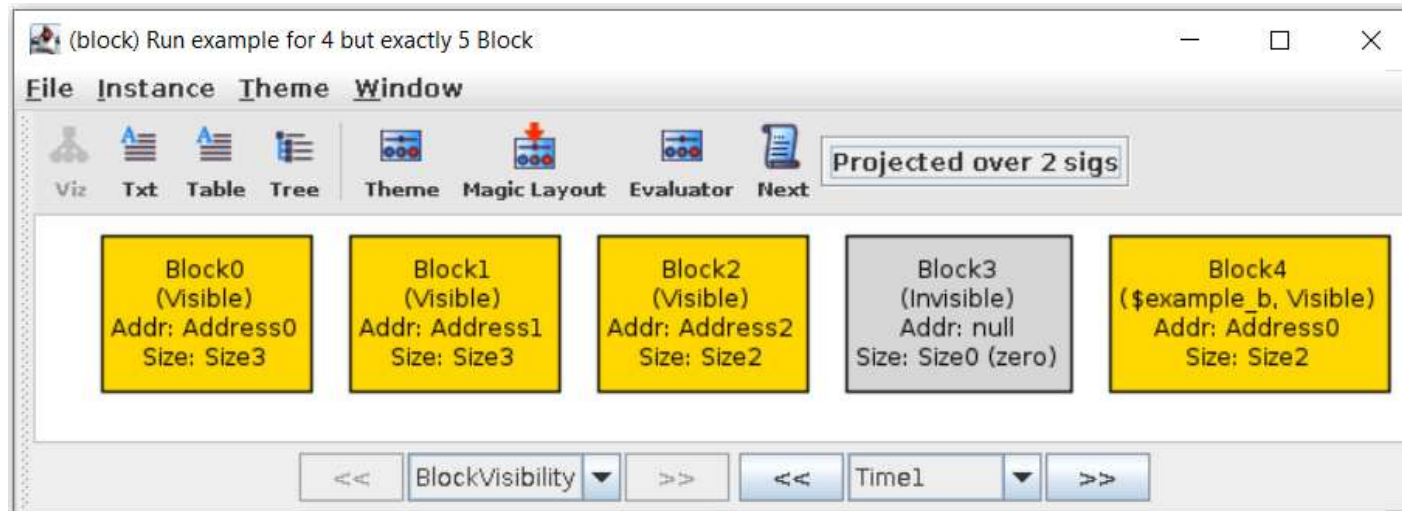 (block) Run example for 4 but exactly 5 Block
File Instance Theme Window
Viz Txt Table Tree Theme Magic Layout Evaluator Next Projected over 2 sigs
Block0
(Visible)
Addr: Address0
Size: Size3
Block1
(Visible)
Addr: Address1
Size: Size3
Block2
(Visible)
Addr: Address2
Size: Size2
Block3
(Invisible)
Addr: null
Size: Size0 (zero)
Block4
($example_b, Visible)
Addr: Address0
Size: Size2
<< BlockVisibility >> << Time1 >>